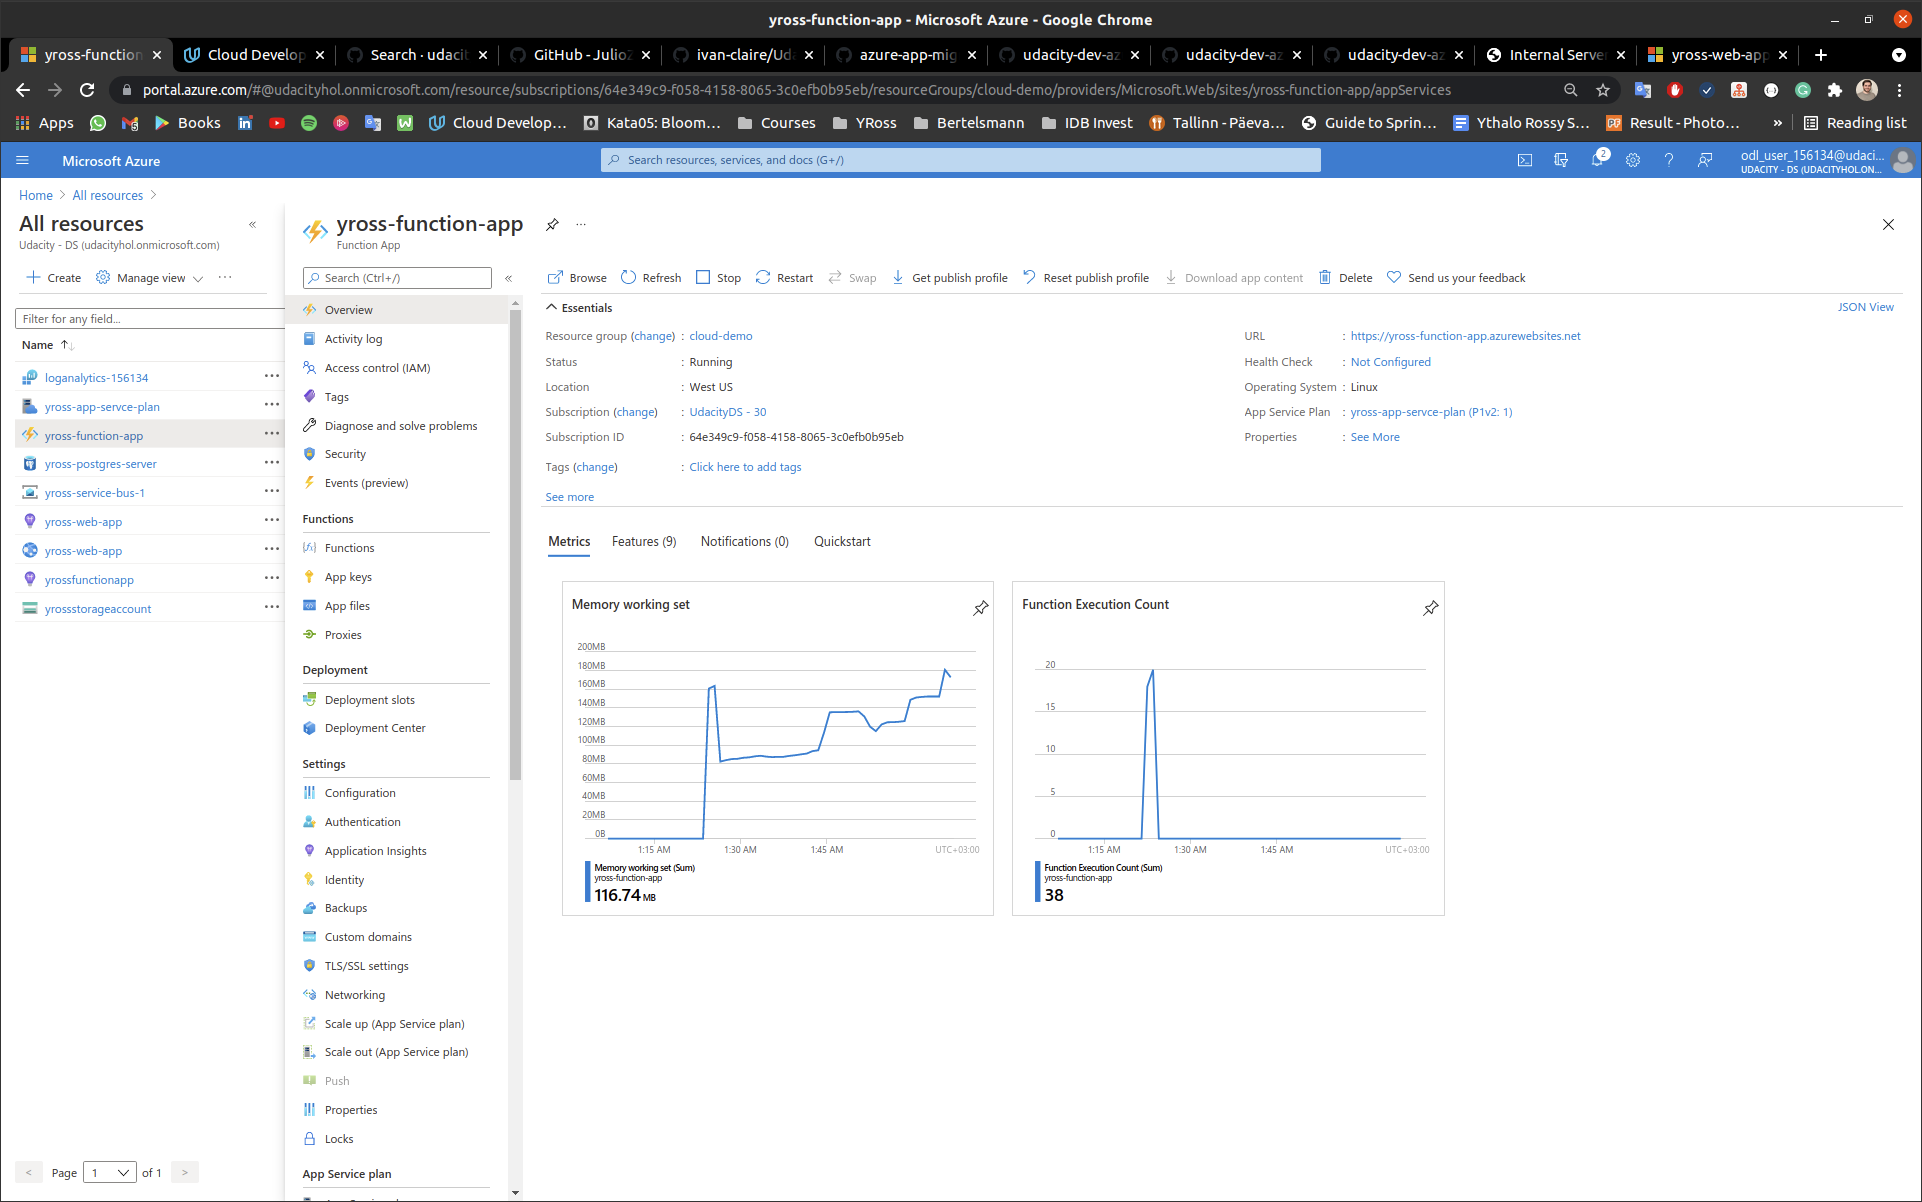 yross-function-app - Microsoft Azure - Google Chrome
yross-function
Cloud Develop
Search · udacit
GitHub - Julio
ivan-claire/Ud
azure-app-mig
udacity-dev-az
udacity-dev-az
udacity-dev-az
Internal Serve
yross-web-app
portal.azure.com/#@udacityhol.onmicrosoft.com/resource/subscriptions/64e349c9-f058-4158-8065-3c0efb0b95eb/resourceGroups/cloud-demo/providers/Microsoft.Web/sites/yross-function-app/appServices
Apps
Books
Cloud Develop...
Kata05: Bloom...
Courses
YRoss
Bertelsmann
IDB Invest
Tallinn - Päeva...
Guide to Sprin...
Ythalo Rossy S...
Result - Photo...
»
Reading list
Microsoft Azure
Search resources, services, and docs (G+/)
2
odl_user_156134@udaci...
UDACITY - DS (UDACITYHOL.ON...
Home > All resources >
All resources
Udacity - DS (udacityhol.onmicrosoft.com)
Create
Manage view
...
Filter for any field...
Name
loganalytics-156134
yross-app-servce-plan
yross-function-app
yross-postgres-server
yross-service-bus-1
yross-web-app
yross-web-app
yrossfunctionapp
yrossstorageaccount
< Page 1 of 1 >
yross-function-app
Function App
Search (Ctrl+/)
Overview
Activity log
Access control (IAM)
Tags
Diagnose and solve problems
Security
Events (preview)
Functions
Functions
App keys
App files
Proxies
Deployment
Deployment slots
Deployment Center
Settings
Configuration
Authentication
Application Insights
Identity
Backups
Custom domains
TLS/SSL settings
Networking
Scale up (App Service plan)
Scale out (App Service plan)
Push
Properties
Locks
App Service plan
Browse
Refresh
Stop
Restart
Swap
Get publish profile
Reset publish profile
Download app content
Delete
Send us your feedback
Essentials
JSON View
Resource group (change) : cloud-demo
Status : Running
Location : West US
Subscription (change) : UdacityDS - 30
Subscription ID : 64e349c9-f058-4158-8065-3c0efb0b95eb
Tags (change) : Click here to add tags
See more
URL : https://yross-function-app.azurewebsites.net
Health Check : Not Configured
Operating System : Linux
App Service Plan : yross-app-servce-plan (P1v2: 1)
Properties : See More
Metrics
Features (9)
Notifications (0)
Quickstart
Memory working set
200MB
180MB
160MB
140MB
120MB
100MB
80MB
60MB
40MB
20MB
0B
1:15 AM
1:30 AM
1:45 AM
UTC+03:00
Memory working set (Sum)
yross-function-app
116.74 MB
Function Execution Count
20
15
10
5
0
1:15 AM
1:30 AM
1:45 AM
UTC+03:00
Function Execution Count (Sum)
yross-function-app
38